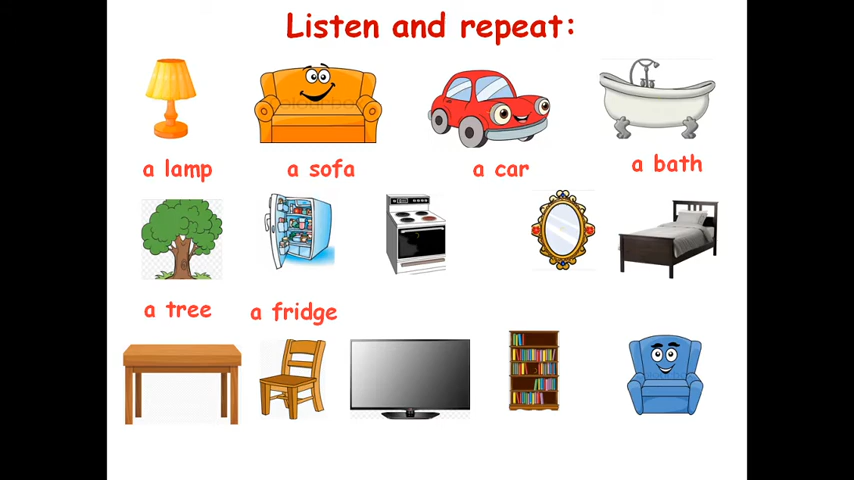 Listen and repeat:
a lamp
a sofa
a car
a bath
a tree
a fridge